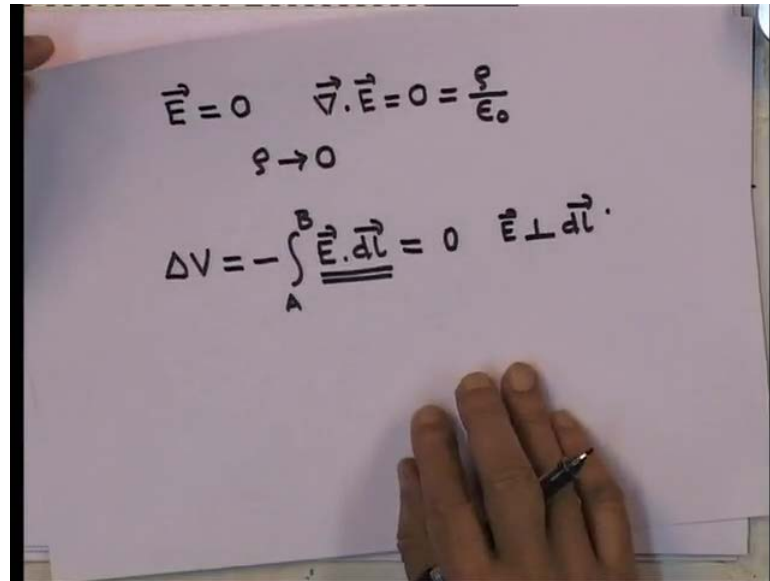 E⃗ = 0 ∇⃗.E⃗ = 0 = ρ/ε₀
ρ → 0
ΔV = -∫_A^B E⃗.dl⃗ = 0 E⃗ ⊥ dl⃗.